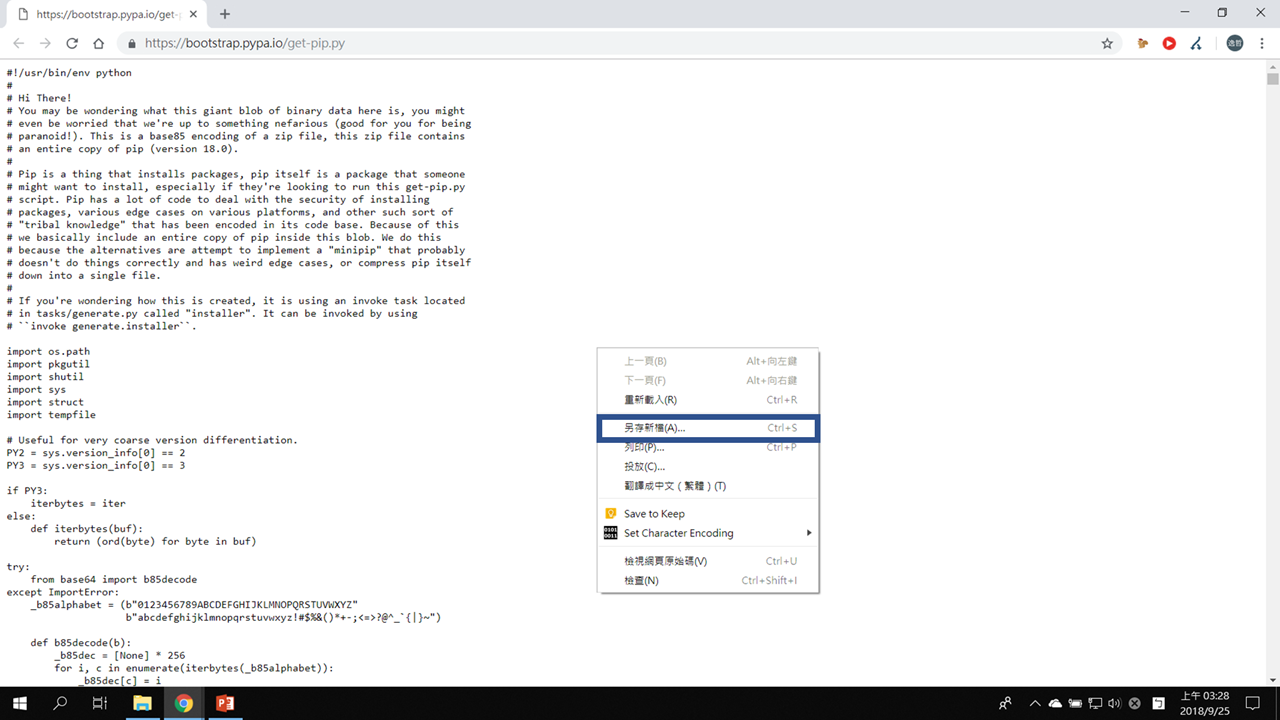 https://bootstrap.pypa.io/get-p
https://bootstrap.pypa.io/get-pip.py
#!/usr/bin/env python
#
# Hi There!
# You may be wondering what this giant blob of binary data here is, you might
# even be worried that we're up to something nefarious (good for you for being
# paranoid!). This is a base85 encoding of a zip file, this zip file contains
# an entire copy of pip (version 18.0).
#
# Pip is a thing that installs packages, pip itself is a package that someone
# might want to install, especially if they're looking to run this get-pip.py
# script. Pip has a lot of code to deal with the security of installing
# packages, various edge cases on various platforms, and other such sort of
# "tribal knowledge" that has been encoded in its code base. Because of this
# we basically include an entire copy of pip inside this blob. We do this
# because the alternatives are attempt to implement a "minipip" that probably
# doesn't do things correctly and has weird edge cases, or compress pip itself
# down into a single file.
#
# If you're wondering how this is created, it is using an invoke task located
# in tasks/generate.py called "installer". It can be invoked by using
# ``invoke generate.installer``.
import os.path
import pkgutil
import shutil
import sys
import struct
import tempfile
# Useful for very coarse version differentiation.
PY2 = sys.version_info[0] == 2
PY3 = sys.version_info[0] == 3
if PY3:
    iterbytes = iter
else:
    def iterbytes(buf):
        return (ord(byte) for byte in buf)
try:
    from base64 import b85decode
except ImportError:
    _b85alphabet = (b"0123456789ABCDEFGHIJKLMNOPQRSTUVWXYZ"
                    b"abcdefghijklmnopqrstuvwxyz!#$%&()*+-;<=>?@^_`{|}~")
    def b85decode(b):
        _b85dec = [None] * 256
        for i, c in enumerate(iterbytes(_b85alphabet)):
            _b85dec[c] = i
上一頁(B) Alt+向左鍵
下一頁(F) Alt+向右鍵
重新載入(R) Ctrl+R
另存新檔(A)... Ctrl+S
列印(P)... Ctrl+P
投放(C)...
翻譯成中文（繁體）(T)
Save to Keep
Set Character Encoding
檢視網頁原始碼(V) Ctrl+U
檢查(N) Ctrl+Shift+I
上午 03:28
2018/9/25